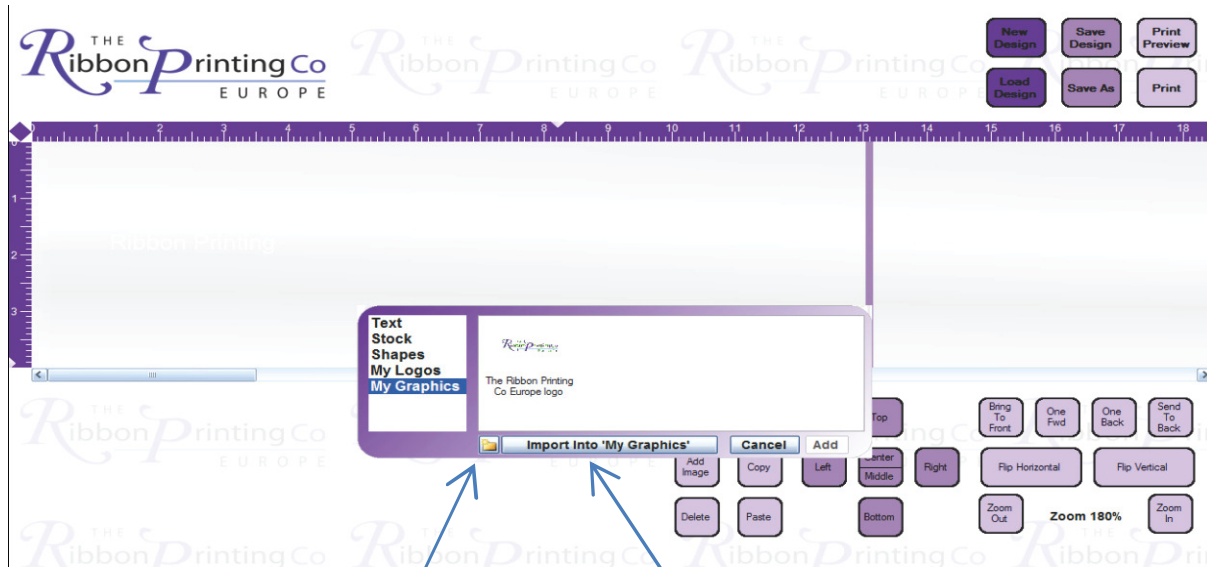 THE
Ribbon Printing Co
EUROPE
New Design
Save Design
Print Preview
Load Design
Save As
Print
0 1 2 3 4 5 6 7 8 9 10 11 12 13 14 15 16 17 18
0
1
2
3
Ribbon Printing
Text
Stock
Shapes
My Logos
My Graphics
The Ribbon Printing
Co Europe logo
Import Into 'My Graphics'
Cancel
Add
Top
Bring To Front
One Fwd
One Back
Send To Back
Add Image
Copy
Left
Center
Middle
Right
Flip Horizontal
Flip Vertical
Delete
Paste
Bottom
Zoom Out
Zoom 180%
Zoom In